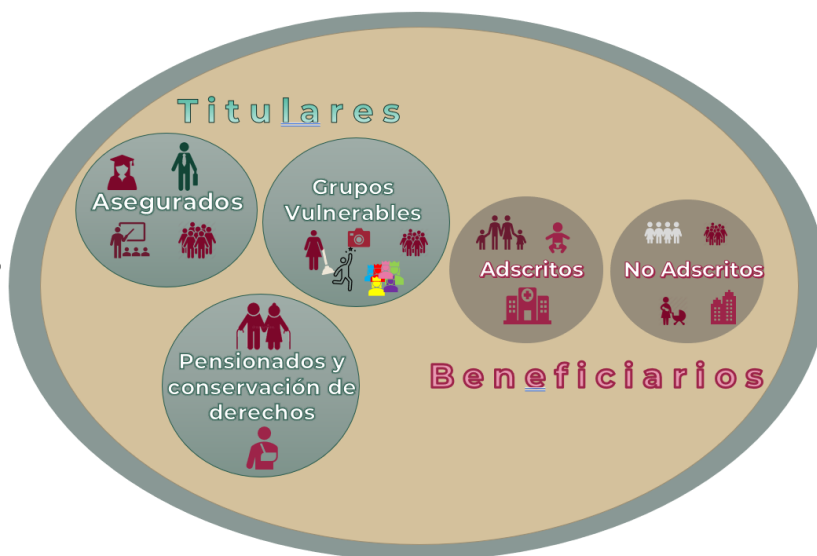 Titulares
Asegurados
Grupos
Vulnerables
Pensionados y
conservación de
derechos
Adscritos
No Adscritos
Beneficiarios